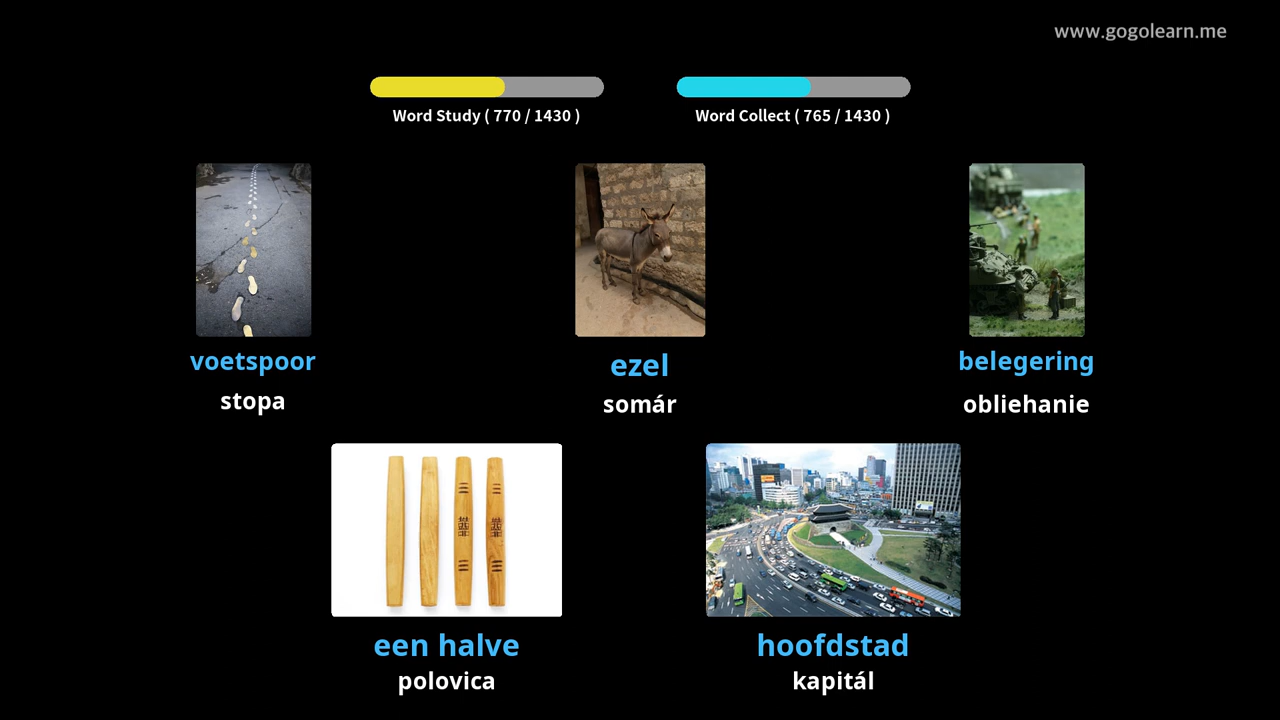 www.gogolearn.me
Word Study ( 770 / 1430 )
Word Collect ( 765 / 1430 )
voetspoor
stopa
ezel
somár
belegering
obliehanie
een halve
polovica
hoofdstad
kapitál